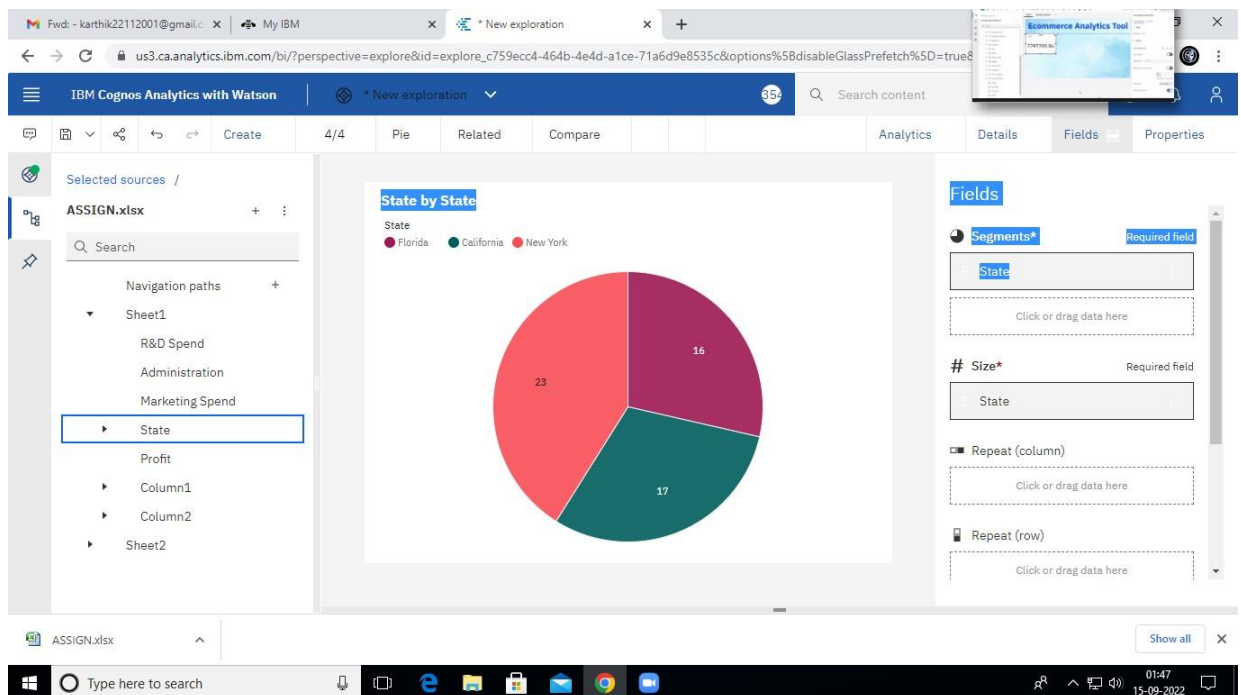 Fwd: - karthik22112001@gmail.c
My IBM
* New exploration
us3.ca.analytics.ibm.com/bi/?perspective=explore&id=explore_c759ecc4-464b-4e4d-a1ce-71a6d9e8535c&options%5BdisableGlassPrefetch%5D=true&
Ecommerce Analytics Tool
IBM Cognos Analytics with Watson
* New exploration
354
Search content
Create
4/4
Pie
Related
Compare
Analytics
Details
Fields
Properties
Selected sources /
ASSIGN.xlsx
Search
Navigation paths
Sheet1
R&D Spend
Administration
Marketing Spend
State
Profit
Column1
Column2
Sheet2
State by State
State
Florida California New York
16
23
17
Fields
Segments* Required field
State
Click or drag data here
# Size* Required field
State
Repeat (column)
Click or drag data here
Repeat (row)
Click or drag data here
ASSIGN.xlsx
Show all
Type here to search
01:47
15-09-2022